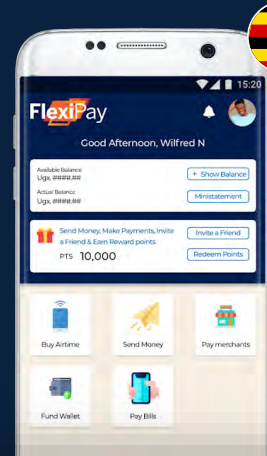 15:20
FlexiPay
Good Afternoon, Wilfred N
Available Balance
Ugx, ####.##
+ Show Balance
Actual Balance
Ugx, ####.##
Ministatement
Send Money, Make Payments, Invite
a Friend & Earn Reward points
Invite a Friend
PTS 10,000
Redeem Points
Buy Airtime
Send Money
Pay merchants
Fund Wallet
Pay Bills